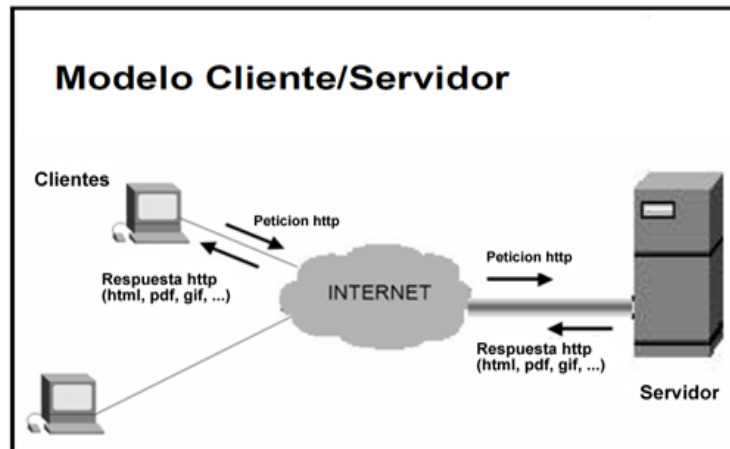 Modelo Cliente/Servidor
Clientes
Peticion http
Respuesta http
(html, pdf, gif, ...)
INTERNET
Peticion http
Respuesta http
(html, pdf, gif, ...)
Servidor